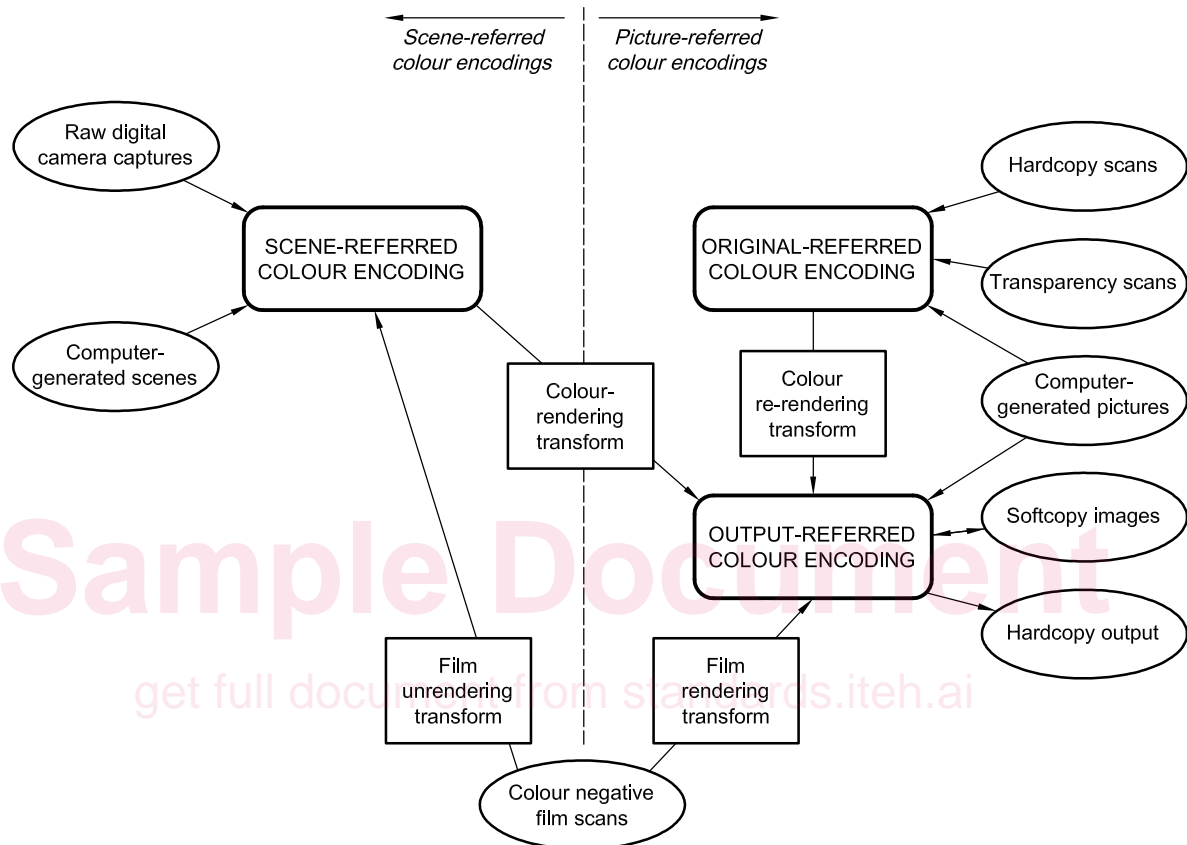 Scene-referred
colour encodings
Picture-referred
colour encodings
Raw digital
camera captures
Hardcopy scans
SCENE-REFERRED
COLOUR ENCODING
ORIGINAL-REFERRED
COLOUR ENCODING
Transparency scans
Computer-
generated scenes
Colour-
rendering
transform
Colour
re-rendering
transform
Computer-
generated pictures
OUTPUT-REFERRED
COLOUR ENCODING
Softcopy images
Sample Document
Hardcopy output
Film
unrendering
transform
Film
rendering
transform
get full document from standards.iteh.ai
Colour negative
film scans